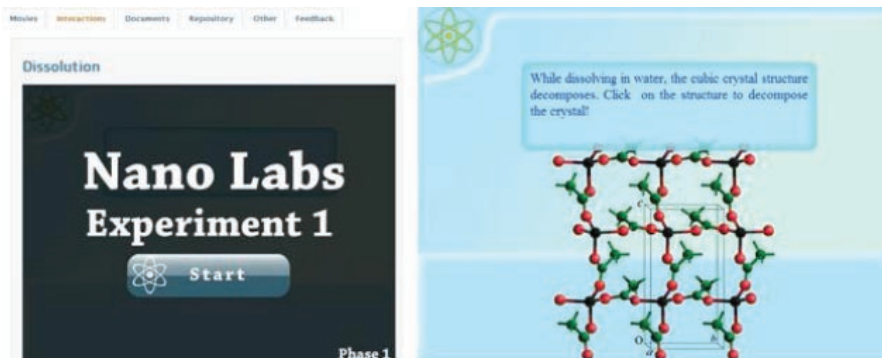 Movies Interactions Documents Repository Other Feedback
Dissolution
Nano Labs
Experiment 1
Start
Phase 1
While dissolving in water, the cubic crystal structure
decomposes. Click on the structure to decompose
the crystal!
c
O
a
b